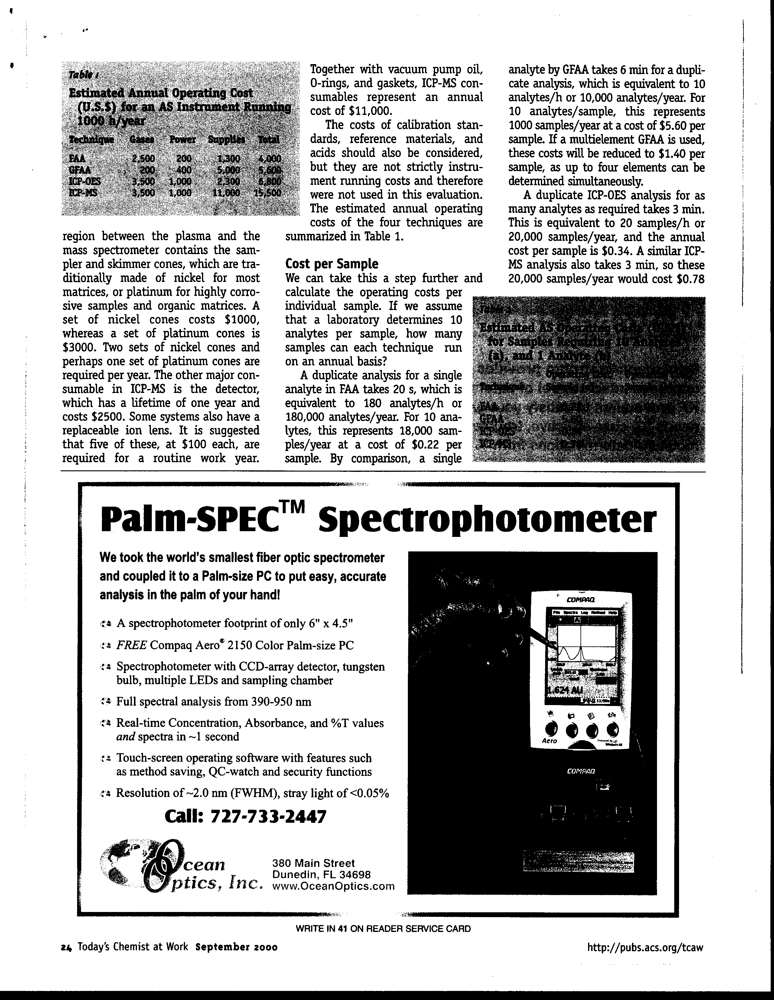 Table 1
Estimated Annual Operating Cost
(U.S.$) for an AS Instrument Running
1000 h/year
Technique Gases Power Supplies Total
FAA 2,500 200 1,300 4,000
GFAA 200 400 5,000 5,600
ICP-OES 3,500 1,000 2,300 6,800
ICP-MS 3,500 1,000 11,000 15,500
region between the plasma and the
mass spectrometer contains the sam-
pler and skimmer cones, which are tra-
ditionally made of nickel for most
matrices, or platinum for highly corro-
sive samples and organic matrices. A
set of nickel cones costs $1000,
whereas a set of platinum cones is
$3000. Two sets of nickel cones and
perhaps one set of platinum cones are
required per year. The other major con-
sumable in ICP-MS is the detector,
which has a lifetime of one year and
costs $2500. Some systems also have a
replaceable ion lens. It is suggested
that five of these, at $100 each, are
required for a routine work year.
Together with vacuum pump oil,
O-rings, and gaskets, ICP-MS con-
sumables represent an annual
cost of $11,000.
The costs of calibration stan-
dards, reference materials, and
acids should also be considered,
but they are not strictly instru-
ment running costs and therefore
were not used in this evaluation.
The estimated annual operating
costs of the four techniques are
summarized in Table 1.
Cost per Sample
We can take this a step further and
calculate the operating costs per
individual sample. If we assume
that a laboratory determines 10
analytes per sample, how many
samples can each technique run
on an annual basis?
A duplicate analysis for a single
analyte in FAA takes 20 s, which is
equivalent to 180 analytes/h or
180,000 analytes/year. For 10 ana-
lytes, this represents 18,000 sam-
ples/year at a cost of $0.22 per
sample. By comparison, a single
analyte by GFAA takes 6 min for a dupli-
cate analysis, which is equivalent to 10
analytes/h or 10,000 analytes/year. For
10 analytes/sample, this represents
1000 samples/year at a cost of $5.60 per
sample. If a multielement GFAA is used,
these costs will be reduced to $1.40 per
sample, as up to four elements can be
determined simultaneously.
A duplicate ICP-OES analysis for as
many analytes as required takes 3 min.
This is equivalent to 20 samples/h or
20,000 samples/year, and the annual
cost per sample is $0.34. A similar ICP-
MS analysis also takes 3 min, so these
20,000 samples/year would cost $0.78
Table
Estimated AS Operating
for Samples Requiring 10
(a), and 1 Analyte (b)
Technique
FAA
GFAA 5.60
ICP-OES
ICP-MS
Palm-SPEC™ Spectrophotometer
We took the world's smallest fiber optic spectrometer
and coupled it to a Palm-size PC to put easy, accurate
analysis in the palm of your hand!
A spectrophotometer footprint of only 6" x 4.5"
FREE Compaq Aero® 2150 Color Palm-size PC
Spectrophotometer with CCD-array detector, tungsten
bulb, multiple LEDs and sampling chamber
Full spectral analysis from 390-950 nm
Real-time Concentration, Absorbance, and %T values
and spectra in ~1 second
Touch-screen operating software with features such
as method saving, QC-watch and security functions
Resolution of ~2.0 nm (FWHM), stray light of <0.05%
Call: 727-733-2447
Ocean
Optics, Inc.
380 Main Street
Dunedin, FL 34698
www.OceanOptics.com
COMPAQ
File Spectra Log Method Help
1.624 AU
Aero
COMPAQ
WRITE IN 41 ON READER SERVICE CARD
24 Today's Chemist at Work September 2000
http://pubs.acs.org/tcaw